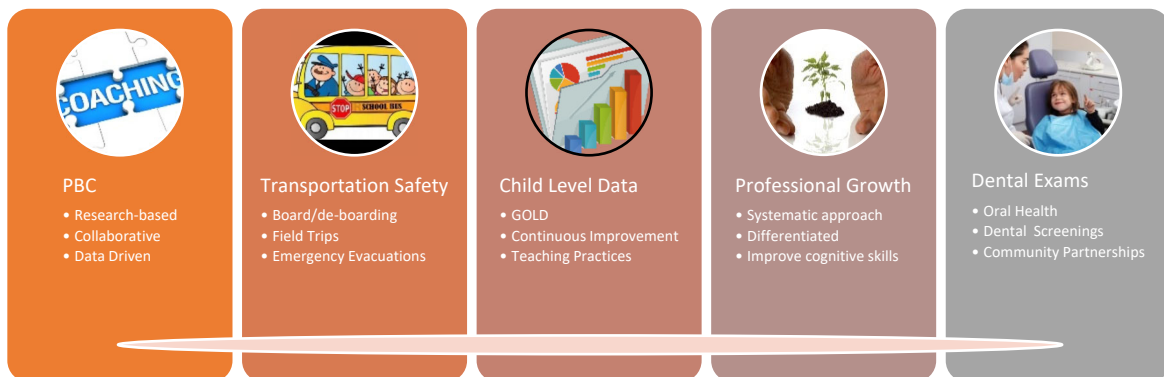 COACHING
PBC
• Research-based
• Collaborative
• Data Driven
STOP
SCHOOL BUS
Transportation Safety
• Board/de-boarding
• Field Trips
• Emergency Evacuations
Child Level Data
• GOLD
• Continuous Improvement
• Teaching Practices
Professional Growth
• Systematic approach
• Differentiated
• Improve cognitive skills
Dental Exams
• Oral Health
• Dental Screenings
• Community Partnerships